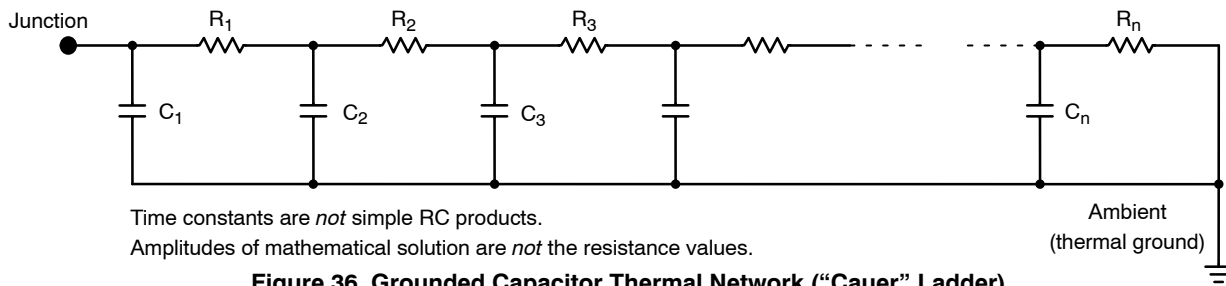 Junction
R1
R2
R3
Rn
C1
C2
C3
Cn
Time constants are not simple RC products.
Amplitudes of mathematical solution are not the resistance values.
Ambient
(thermal ground)
Figure 36. Grounded Capacitor Thermal Network (“Cauer” Ladder)